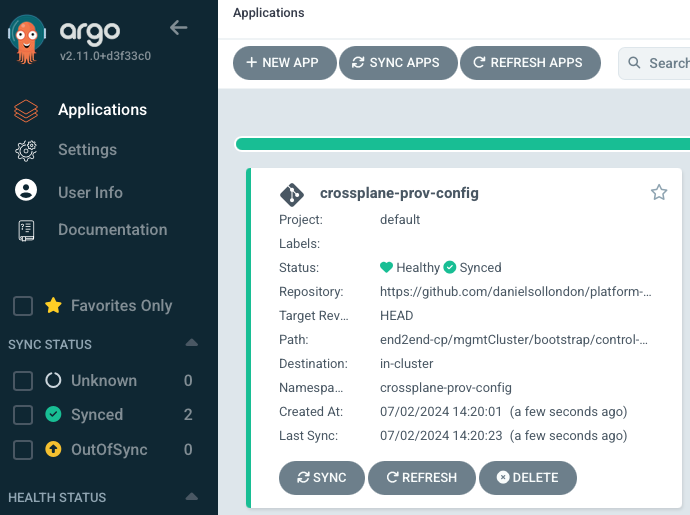 argo
v2.11.0+d3f33c0
Applications
Settings
User Info
Documentation
Favorites Only
SYNC STATUS
Unknown 0
Synced 2
OutOfSync 0
HEALTH STATUS
Applications
NEW APP SYNC APPS REFRESH APPS Search
crossplane-prov-config
Project: default
Labels:
Status: Healthy Synced
Repository: https://github.com/danielsollondon/platform-...
Target Rev... HEAD
Path: end2end-cp/mgmtCluster/bootstrap/control-...
Destination: in-cluster
Namespa... crossplane-prov-config
Created At: 07/02/2024 14:20:01 (a few seconds ago)
Last Sync: 07/02/2024 14:20:23 (a few seconds ago)
SYNC REFRESH DELETE